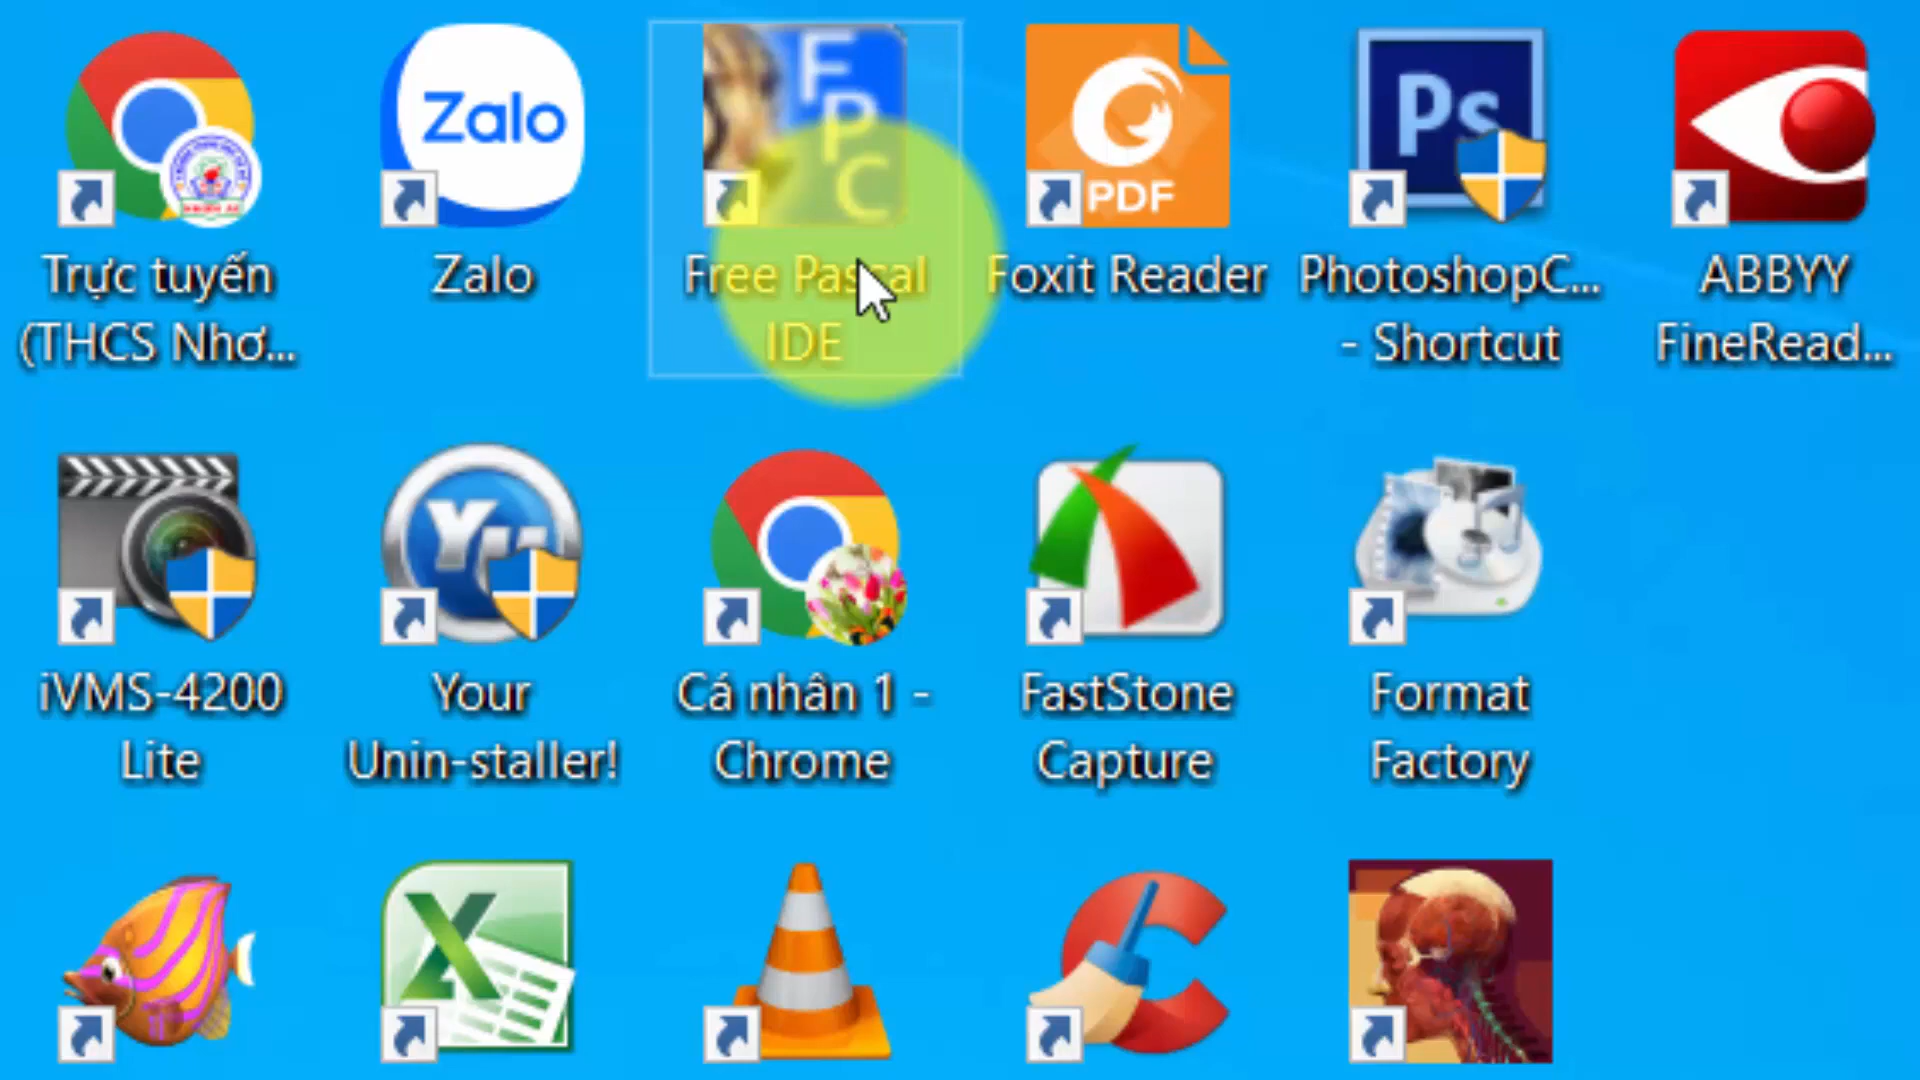 Zalo
F
P
C
PDF
Ps
Trực tuyến
(THCS Nhơ...
Zalo
Free Pascal
IDE
Foxit Reader
PhotoshopC...
- Shortcut
ABBYY
FineRead...
Yu
iVMS-4200
Lite
Your
Unin-staller!
Cá nhân 1 -
Chrome
FastStone
Capture
Format
Factory
X